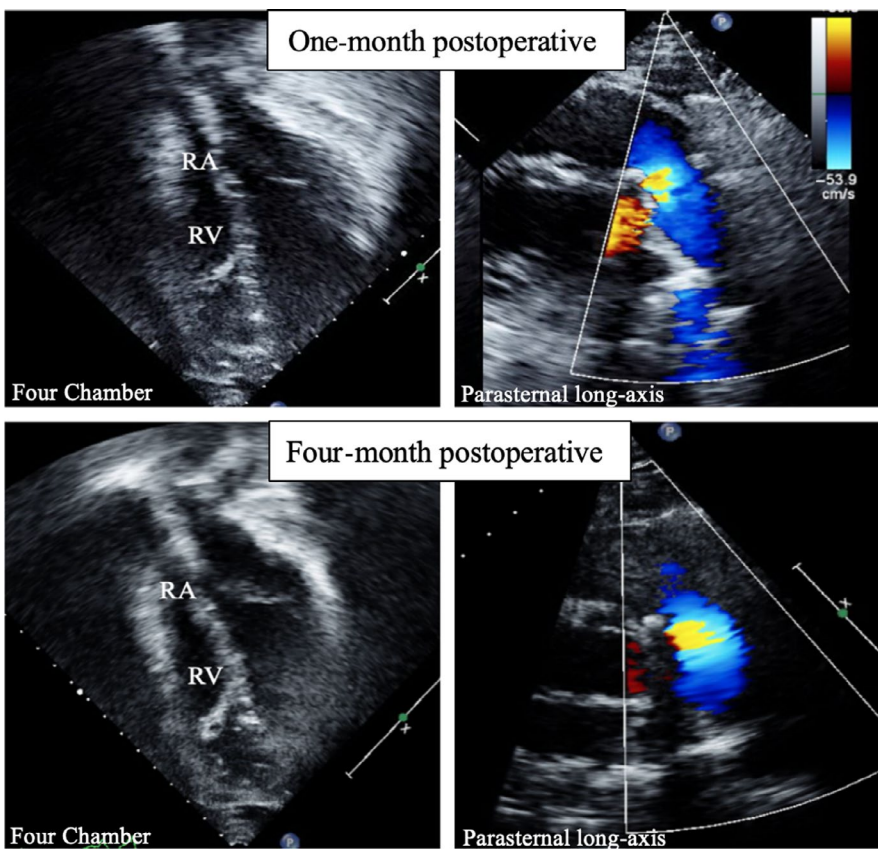 One-month postoperative
RA
RV
Four Chamber
−53.9
cm/s
x
Parasternal long-axis
P
Four-month postoperative
RA
RV
x
Four Chamber
P
P
x
Parasternal long-axis